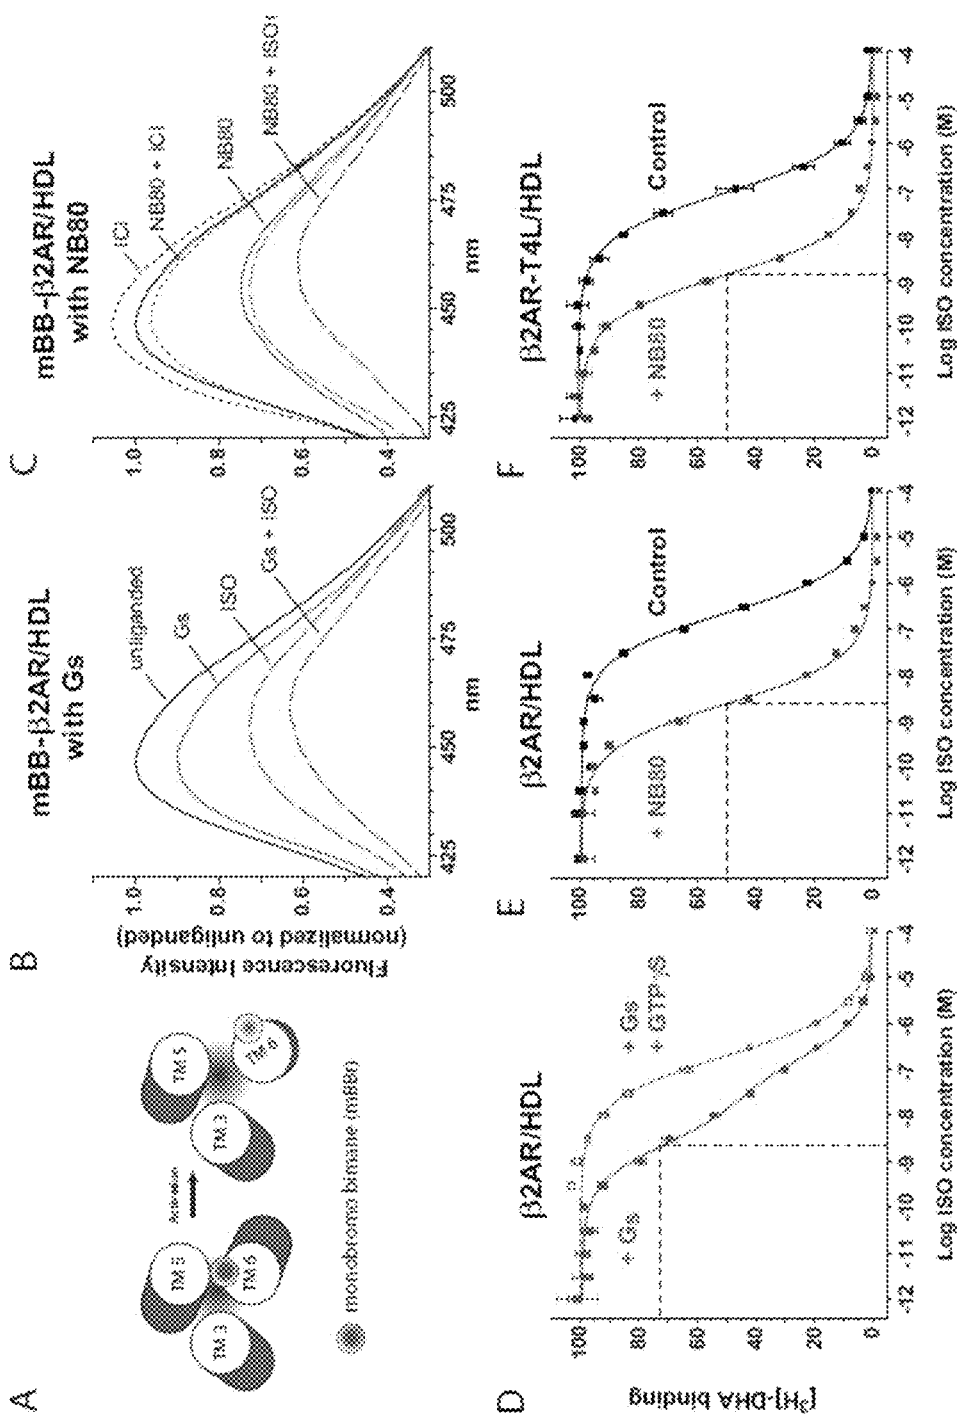 A
TM 5
TM 3
TM 6
Activation
TM 5
TM 3
TM 6
monobromo bimane (mBBr)
B
mBB-β2AR/HDL
with Gs
Fluorescence Intensity
(normalized to unliganded)
1.0
0.8
0.6
0.4
425
450
475
500
nm
unliganded
Gs
ISO
Gs + ISO
C
mBB-β2AR/HDL
with NB80
1.0
0.8
0.6
0.4
425
450
475
500
nm
ICI
NB80 + ICI
NB80
NB80 + ISO
D
β2AR/HDL
[³H]-DHA binding
100
80
60
40
20
0
-12
-11
-10
-9
-8
-7
-6
-5
-4
Log ISO concentration (M)
+ Gs
+ Gs
+ GTPγS
E
β2AR/HDL
100
80
60
40
20
0
-12
-11
-10
-9
-8
-7
-6
-5
-4
Log ISO concentration (M)
+ NB80
Control
F
β2AR-T4L/HDL
100
80
60
40
20
0
-12
-11
-10
-9
-8
-7
-6
-5
-4
Log ISO concentration (M)
+ NB80
Control